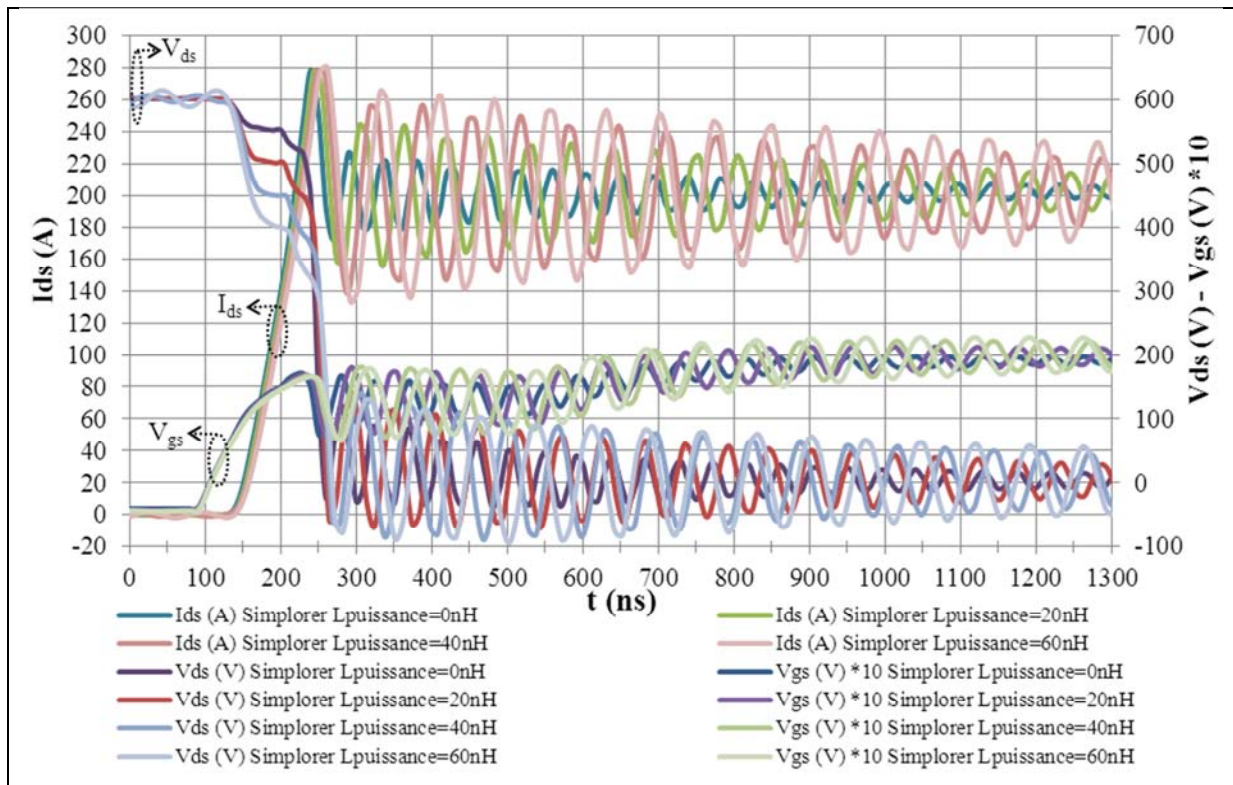 300
280
260
240
220
200
180
160
140
120
100
80
60
40
20
0
-20
Ids (A)
700
600
500
400
300
200
100
0
-100
Vds (V) - Vgs (V) *10
Vds
Ids
Vgs
0 100 200 300 400 500 600 700 800 900 1000 1100 1200 1300
t (ns)
Ids (A) Simplorer Lpuissance=0nH
Ids (A) Simplorer Lpuissance=20nH
Ids (A) Simplorer Lpuissance=40nH
Ids (A) Simplorer Lpuissance=60nH
Vds (V) Simplorer Lpuissance=0nH
Vgs (V) *10 Simplorer Lpuissance=0nH
Vds (V) Simplorer Lpuissance=20nH
Vgs (V) *10 Simplorer Lpuissance=20nH
Vds (V) Simplorer Lpuissance=40nH
Vgs (V) *10 Simplorer Lpuissance=40nH
Vds (V) Simplorer Lpuissance=60nH
Vgs (V) *10 Simplorer Lpuissance=60nH